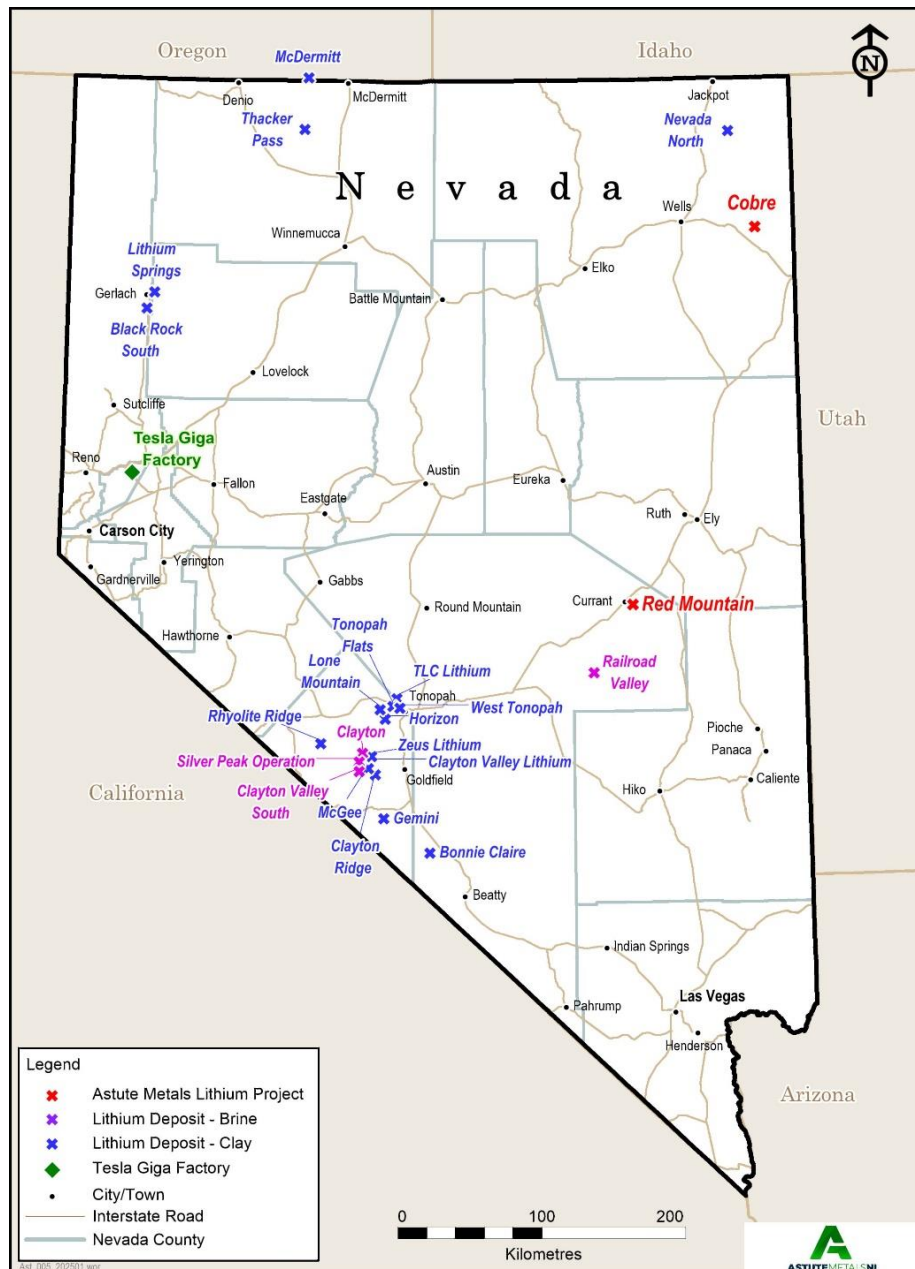 Oregon
Idaho
McDermitt
N
Denio
McDermitt
Jackpot
Thacker
Pass
Nevada
North
Nevada
Cobre
Wells
Winnemucca
Lithium
Springs
Elko
Gerlach
Battle Mountain
Black Rock
South
Lovelock
Sutcliffe
Utah
Tesla Giga
Factory
Reno
Fallon
Austin
Eureka
Eastgate
Ruth
Ely
Carson City
Yerington
Gardnerville
Gabbs
Currant
Red Mountain
Round Mountain
Tonopah
Flats
Hawthorne
Lone
Mountain
TLC Lithium
Railroad
Valley
Tonopah
West Tonopah
Rhyolite Ridge
Horizon
Clayton
Pioche
Zeus Lithium
Panaca
Silver Peak Operation
Clayton Valley Lithium
Goldfield
Caliente
California
Clayton Valley
South
Hiko
McGee
Gemini
Clayton
Ridge
Bonnie Claire
Beatty
Indian Springs
Las Vegas
Pahrump
Henderson
Arizona
Legend
Astute Metals Lithium Project
Lithium Deposit - Brine
Lithium Deposit - Clay
Tesla Giga Factory
City/Town
Interstate Road
Nevada County
0 100 200
Kilometres
Ast_005_202501.wor
ASTUTEMETALSNL